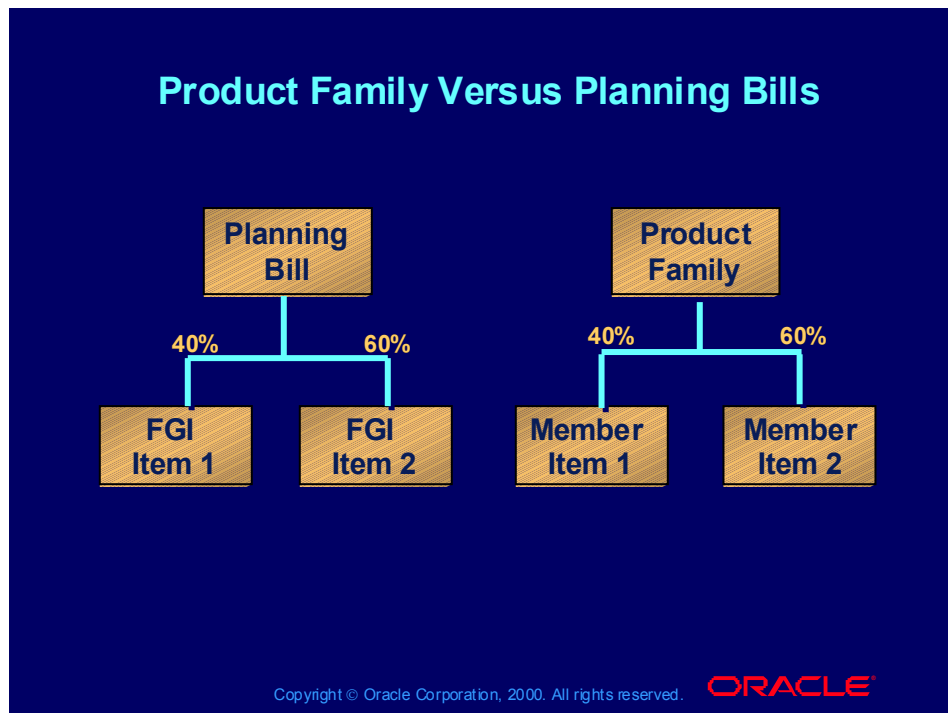 Product Family Versus Planning Bills
Planning
Bill
40%
60%
FGI
Item 1
FGI
Item 2
Product
Family
40%
60%
Member
Item 1
Member
Item 2
Copyright © Oracle Corporation, 2000. All rights reserved.
ORACLE®